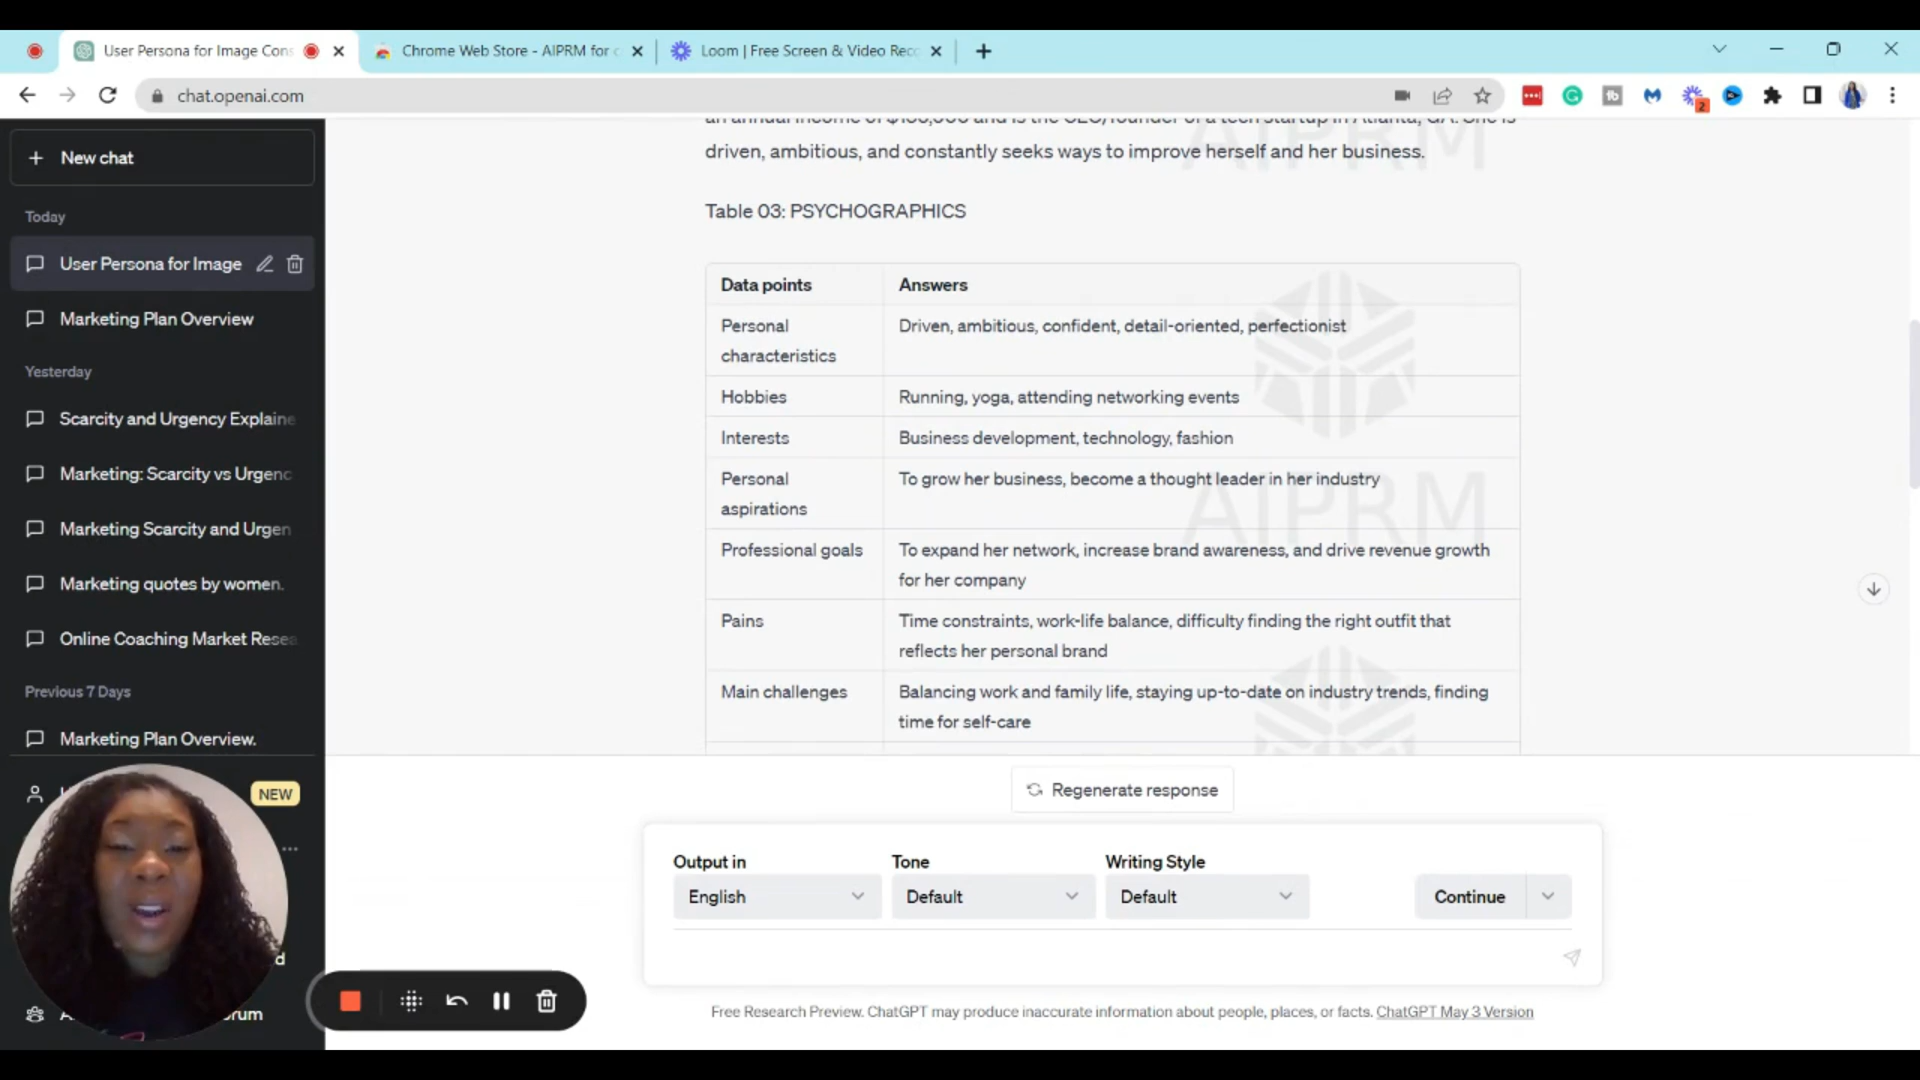 User Persona for Image Cons
Chrome Web Store - AIPRM for c
Loom | Free Screen & Video Rec
chat.openai.com
2
New chat
Today
User Persona for Image
Marketing Plan Overview
Yesterday
Scarcity and Urgency Explaine
Marketing: Scarcity vs Urgenc
Marketing Scarcity and Urgen
Marketing quotes by women.
Online Coaching Market Resea
Previous 7 Days
Marketing Plan Overview.
NEW
driven, ambitious, and constantly seeks ways to improve herself and her business.
Table 03: PSYCHOGRAPHICS
Data points Answers
Personal characteristics Driven, ambitious, confident, detail-oriented, perfectionist
Hobbies Running, yoga, attending networking events
Interests Business development, technology, fashion
Personal aspirations To grow her business, become a thought leader in her industry
Professional goals To expand her network, increase brand awareness, and drive revenue growth
for her company
Pains Time constraints, work-life balance, difficulty finding the right outfit that
reflects her personal brand
Main challenges Balancing work and family life, staying up-to-date on industry trends, finding
time for self-care
AIPRM
AIPRM
Regenerate response
Output in Tone Writing Style
English Default Default Continue
Free Research Preview. ChatGPT may produce inaccurate information about people, places, or facts. ChatGPT May 3 Version